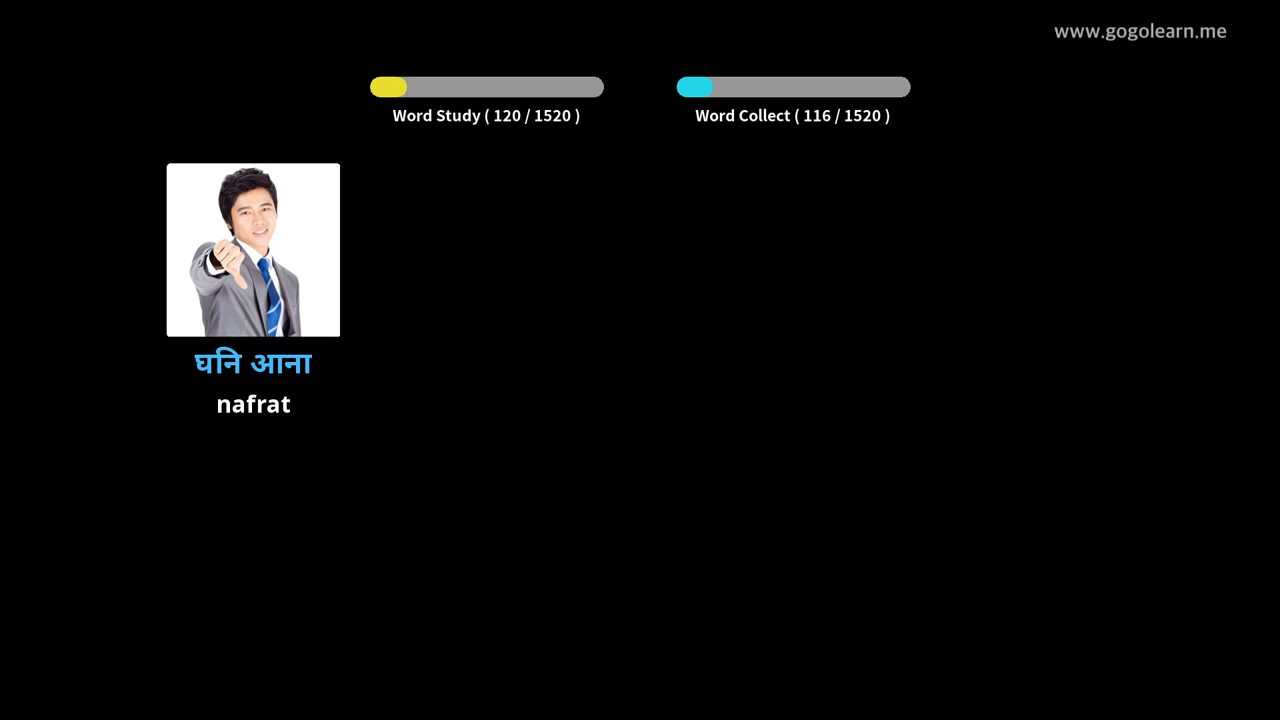 www.gogolearn.me
Word Study ( 120 / 1520 )
Word Collect ( 116 / 1520 )
घनि आना
nafrat